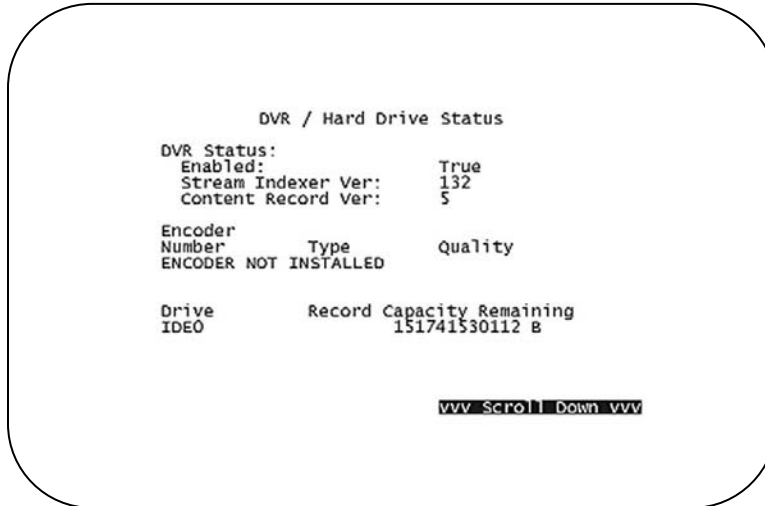 DVR / Hard Drive Status
DVR Status:
Enabled: True
Stream Indexer Ver: 132
Content Record Ver: 5
Encoder
Number Type Quality
ENCODER NOT INSTALLED
Drive Record Capacity Remaining
IDE0 151741530112 B
vvv Scroll Down vvv